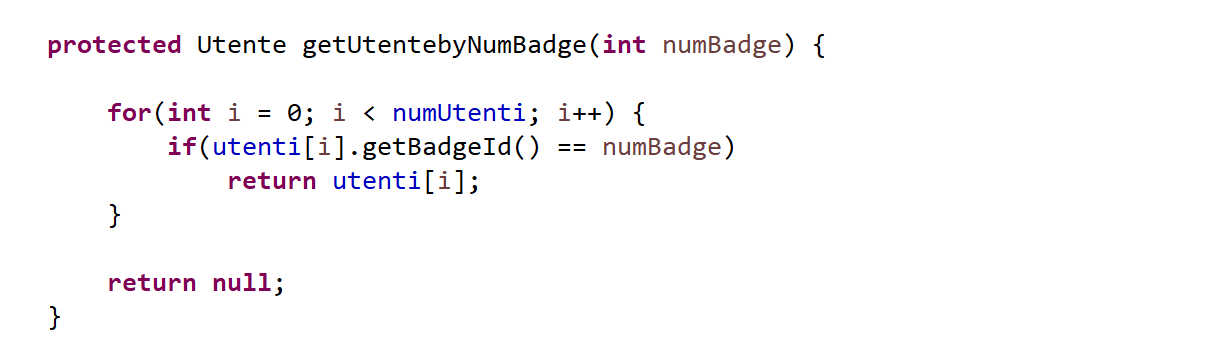 protected Utente getUtentebyNumBadge(int numBadge) {
for(int i = 0; i < numUtenti; i++) {
if(utenti[i].getBadgeId() == numBadge)
return utenti[i];
}
return null;
}